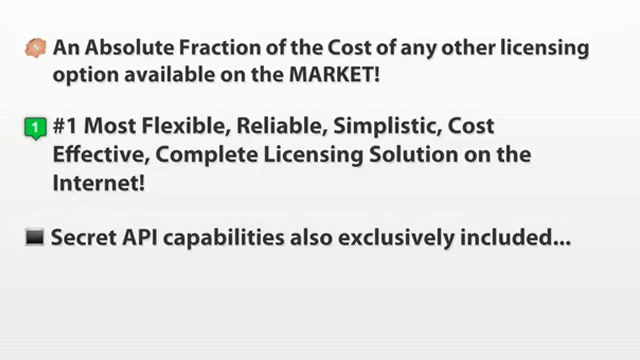 An Absolute Fraction of the Cost of any other licensing
option available on the MARKET!
1 #1 Most Flexible, Reliable, Simplistic, Cost
Effective, Complete Licensing Solution on the
Internet!
Secret API capabilities also exclusively included...